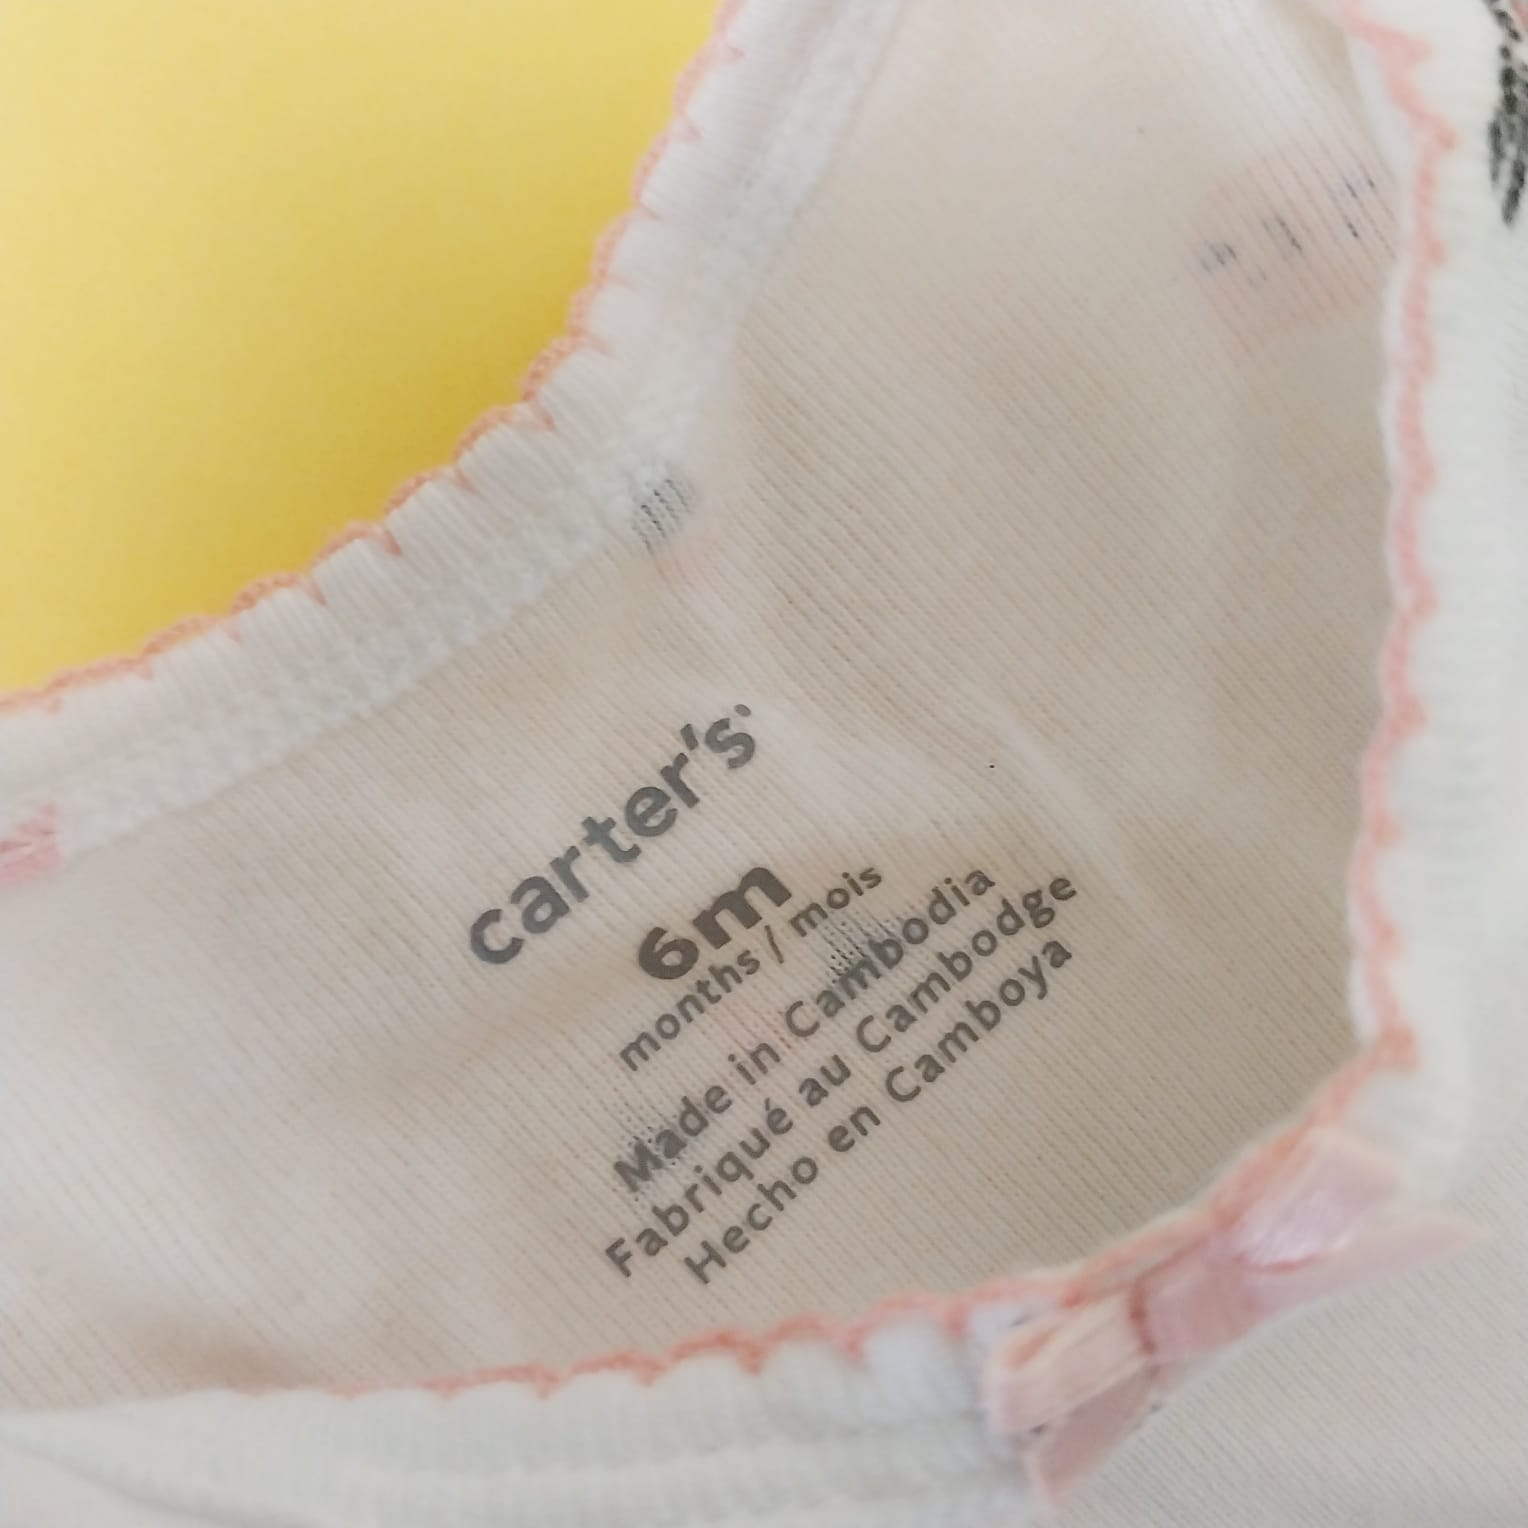 carter's
6m
months / mois
Made in Cambodia
Fabriqué au Cambodge
Hecho en Camboya